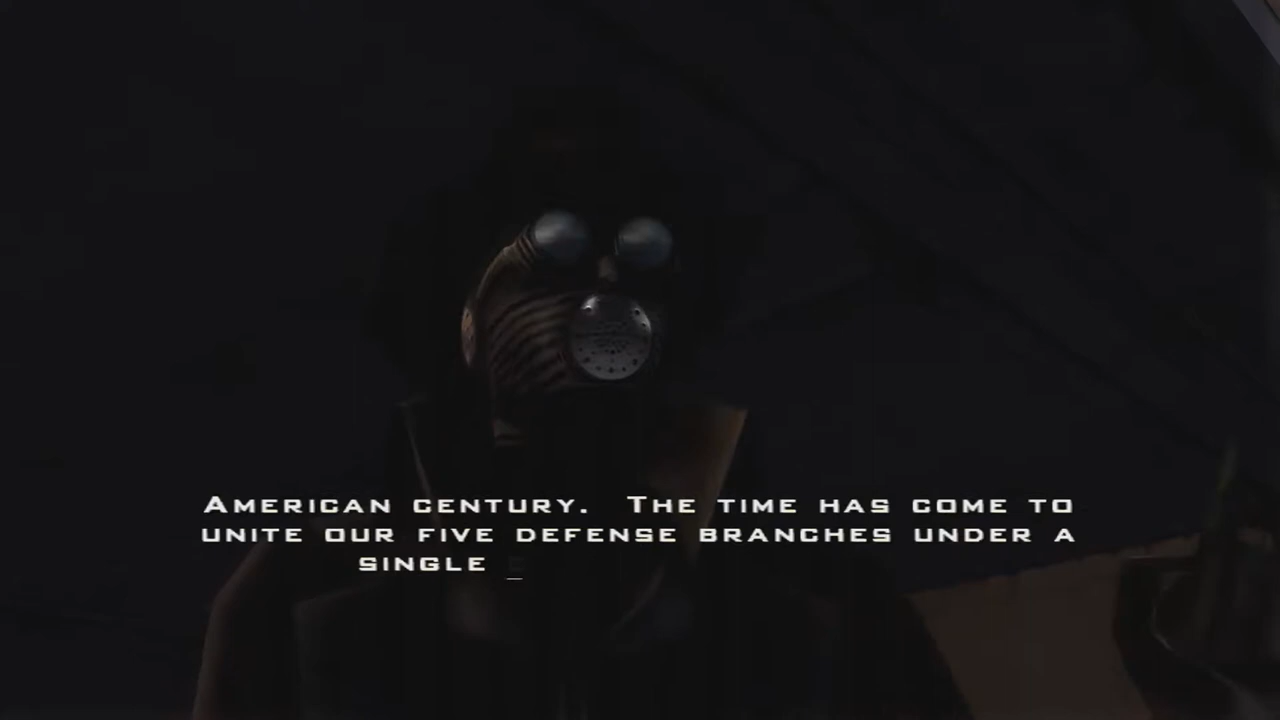 American century. The time has come to
unite our five defense branches under a
single _